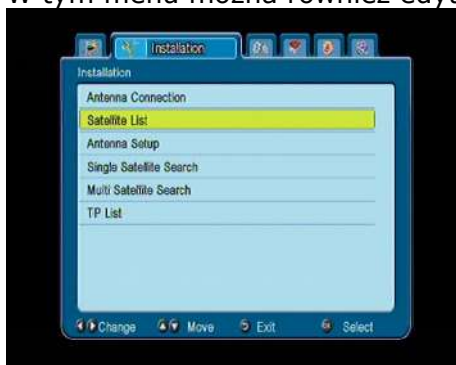 W tym menu można również edyt
Installation
Installation
Antenna Connection
Satellite List
Antenna Setup
Single Satellite Search
Multi Satellite Search
TP List
Change Move Exit Select